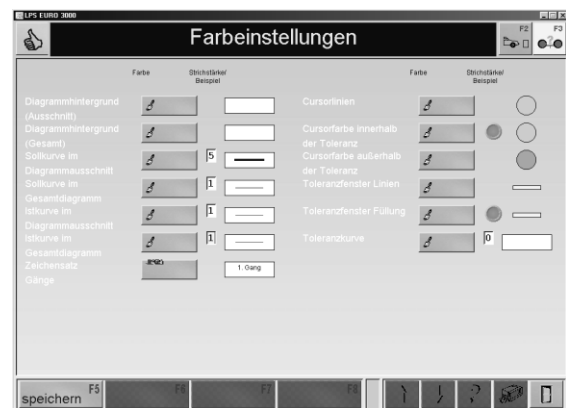 LPS EURO 3000
Farbeinstellungen
F2
F3
Farbe
Strichstärke/
Beispiel
Farbe
Strichstärke/
Beispiel
Diagrammhintergrund
(Ausschnitt)
Diagrammhintergrund
(Gesamt)
Sollkurve im
Diagrammausschnitt
5
Sollkurve im
Gesamtdiagramm
1
Istkurve im
Diagrammausschnitt
1
Istkurve im
Gesamtdiagramm
1
Zeichensatz
Gänge
1. Gang
Cursorlinien
Cursorfarbe innerhalb
der Toleranz
Cursorfarbe außerhalb
der Toleranz
Toleranzfenster Linien
Toleranzfenster Füllung
Toleranzkurve
0
speichern
F5
F6
F7
F8